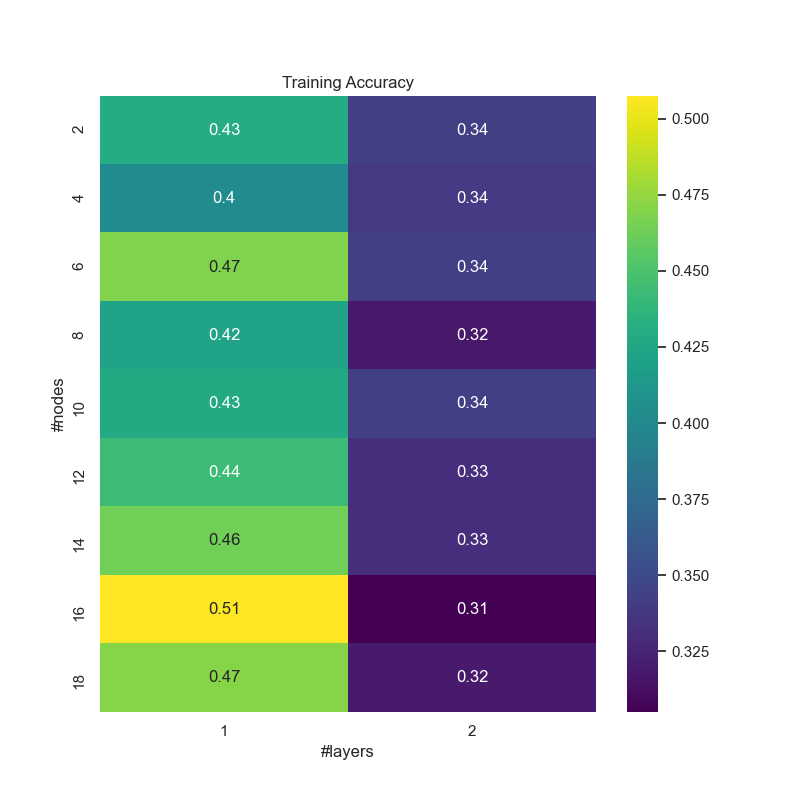 Training Accuracy
2 0.43 0.34 0.500
4 0.4 0.34 0.475
6 0.47 0.34 0.450
8 0.42 0.32 0.425
#nodes
10 0.43 0.34 0.400
12 0.44 0.33 0.375
14 0.46 0.33 0.350
16 0.51 0.31
18 0.47 0.32 0.325
1 2
#layers